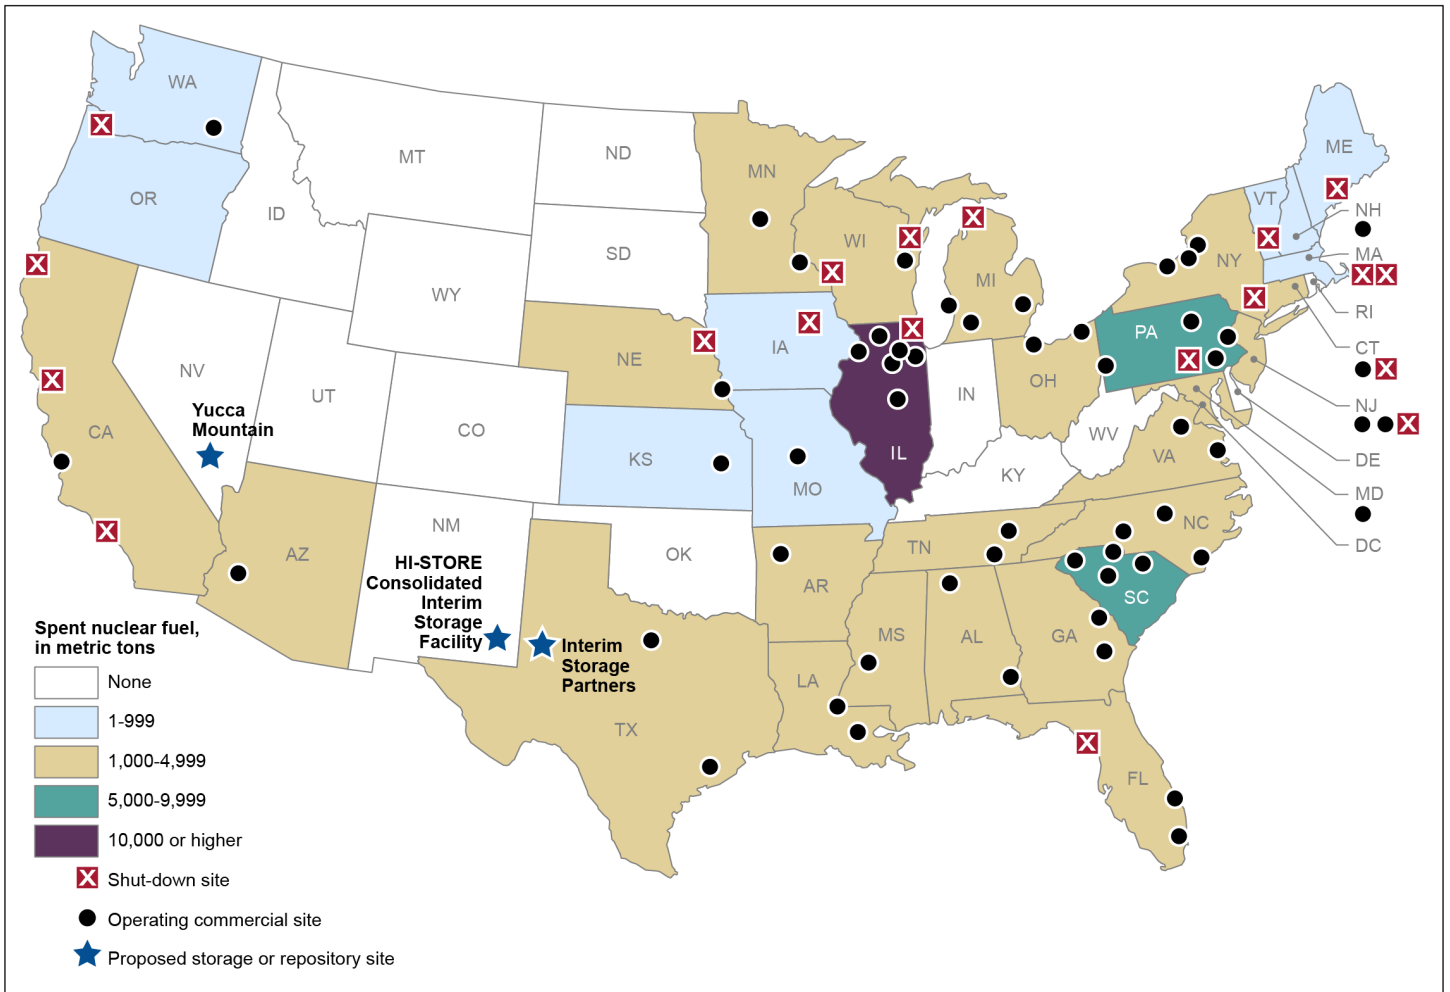 WA
MT
ND
MN
ME
OR
ID
VT
NH
SD
WI
MA
NY
MI
WY
RI
PA
CT
IA
NE
NV
OH
UT
IN
NJ
Yucca
Mountain
CA
CO
WV
IL
VA
DE
KS
KY
MO
MD
NM
NC
DC
AZ
OK
TN
HI-STORE
Consolidated
Interim
Storage
Facility
AR
SC
MS
AL
GA
Interim
Storage
Partners
LA
TX
FL
Spent nuclear fuel,
in metric tons
None
1-999
1,000-4,999
5,000-9,999
10,000 or higher
Shut-down site
Operating commercial site
Proposed storage or repository site